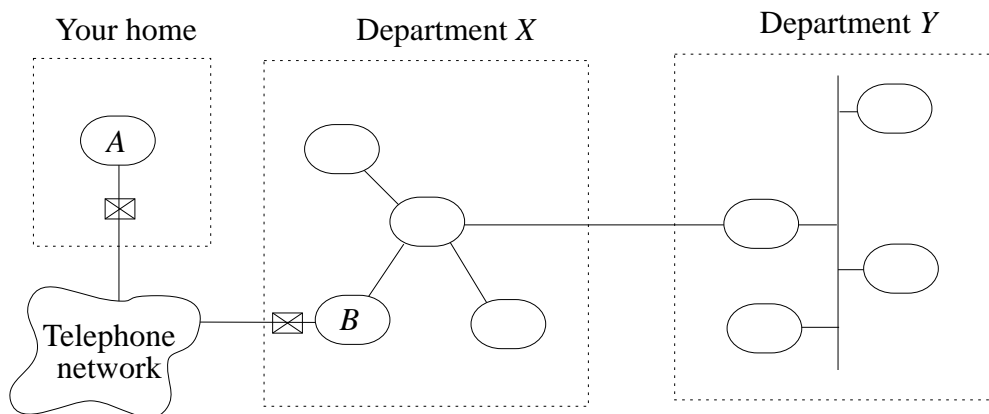 Your home
Department X
Department Y
A
B
Telephone
network